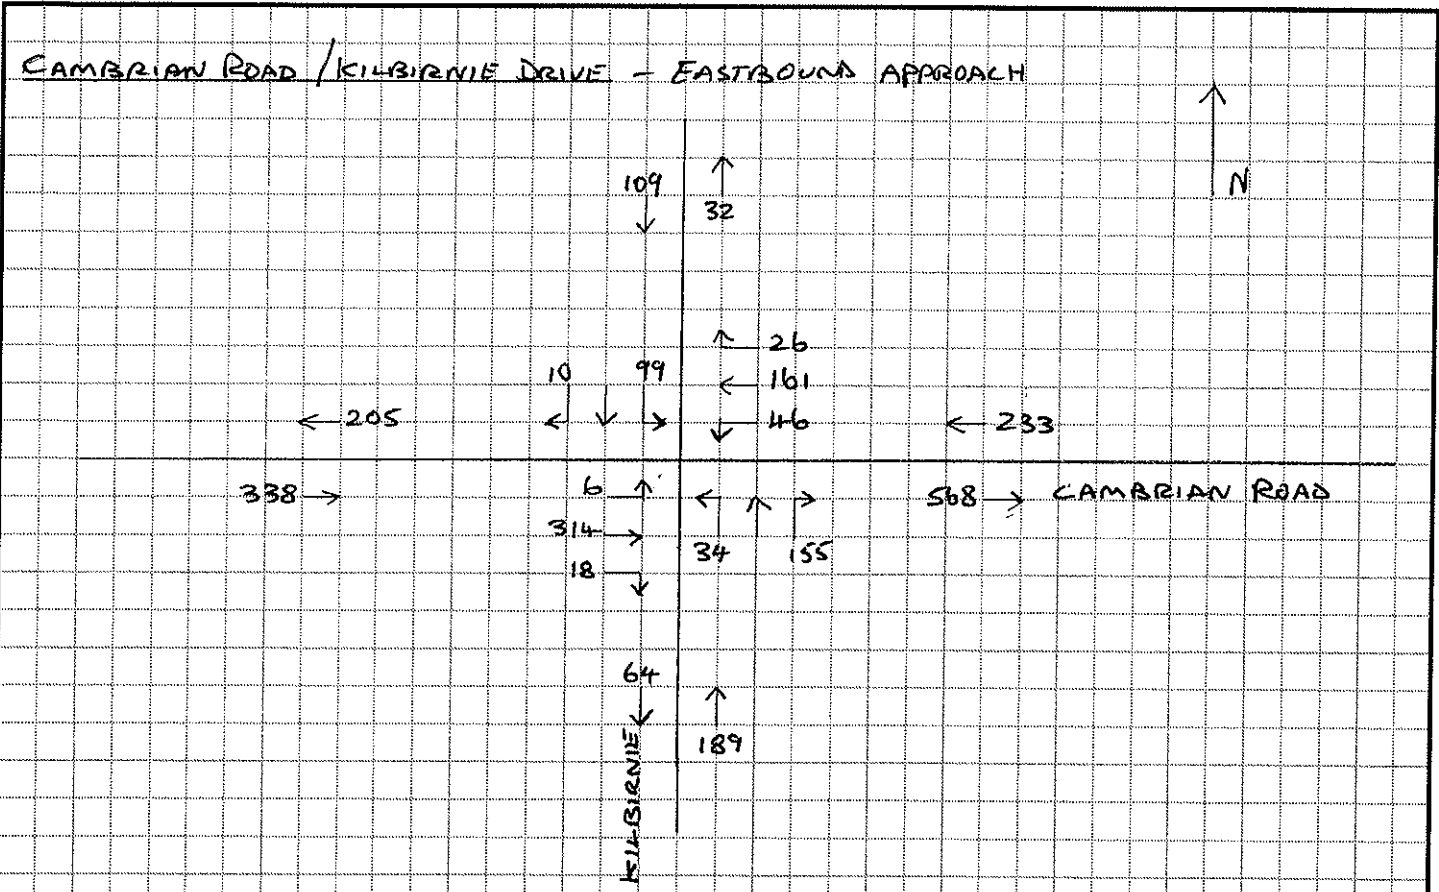 CAMBRIAN ROAD / KILBIRNIE DRIVE - EASTBOUND APPROACH
N
109
32
26
10 99 161
205 46 233
338 6 568 CAMBRIAN ROAD
314 34 155
18
64
189
KILBIRNIE